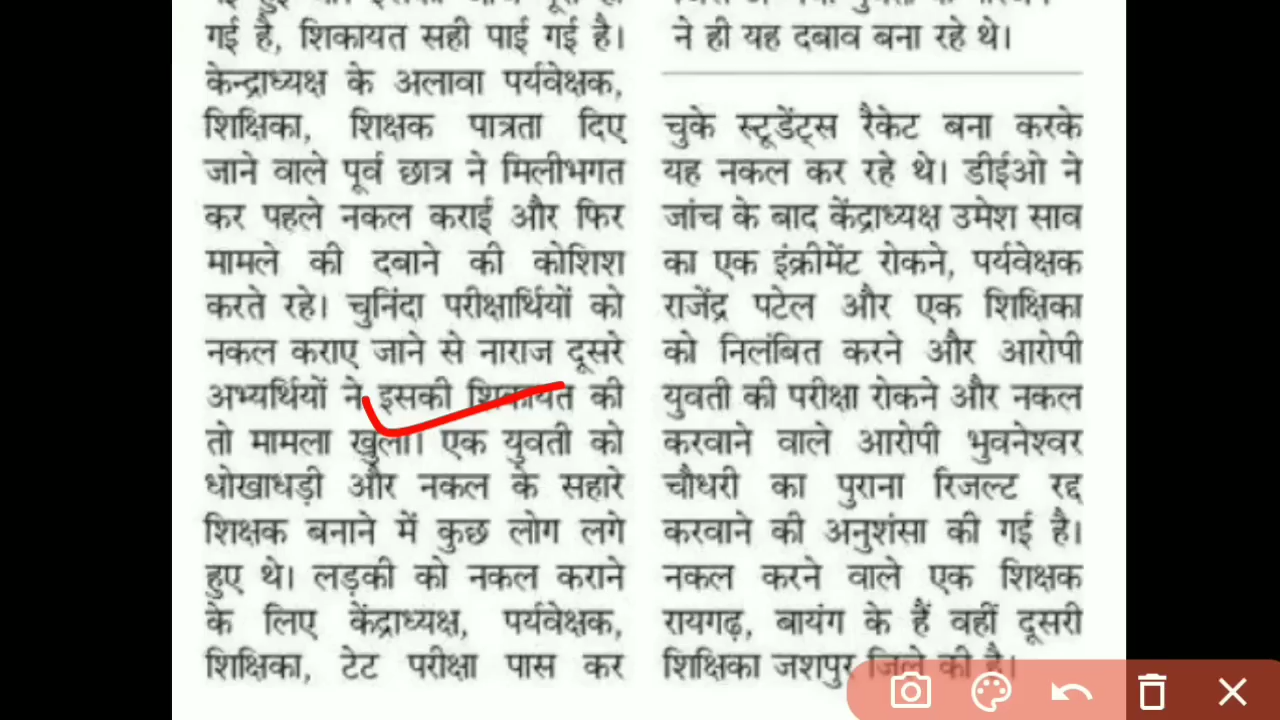 गई है, शिकायत सही पाई गई है।
केन्द्राध्यक्ष के अलावा पर्यवेक्षक,
शिक्षिका, शिक्षक पात्रता दिए
जाने वाले पूर्व छात्र ने मिलीभगत
कर पहले नकल कराई और फिर
मामले की दबाने की कोशिश
करते रहे। चुनिंदा परीक्षार्थियों को
नकल कराए जाने से नाराज दूसरे
अभ्यर्थियों ने इसकी शिकायत की
तो मामला खुला। एक युवती को
धोखाधड़ी और नकल के सहारे
शिक्षक बनाने में कुछ लोग लगे
हुए थे। लड़की को नकल कराने
के लिए केंद्राध्यक्ष, पर्यवेक्षक,
शिक्षिका, टेट परीक्षा पास कर
ने ही यह दबाव बना रहे थे।
चुके स्टूडेंट्स रैकेट बना करके
यह नकल कर रहे थे। डीईओ ने
जांच के बाद केंद्राध्यक्ष उमेश साव
का एक इंक्रीमेंट रोकने, पर्यवेक्षक
राजेंद्र पटेल और एक शिक्षिका
को निलंबित करने और आरोपी
युवती की परीक्षा रोकने और नकल
करवाने वाले आरोपी भुवनेश्वर
चौधरी का पुराना रिजल्ट रद्द
करवाने की अनुशंसा की गई है।
नकल करने वाले एक शिक्षक
रायगढ़, बायंग के हैं वहीं दूसरी
शिक्षिका जशपुर जिले की है।